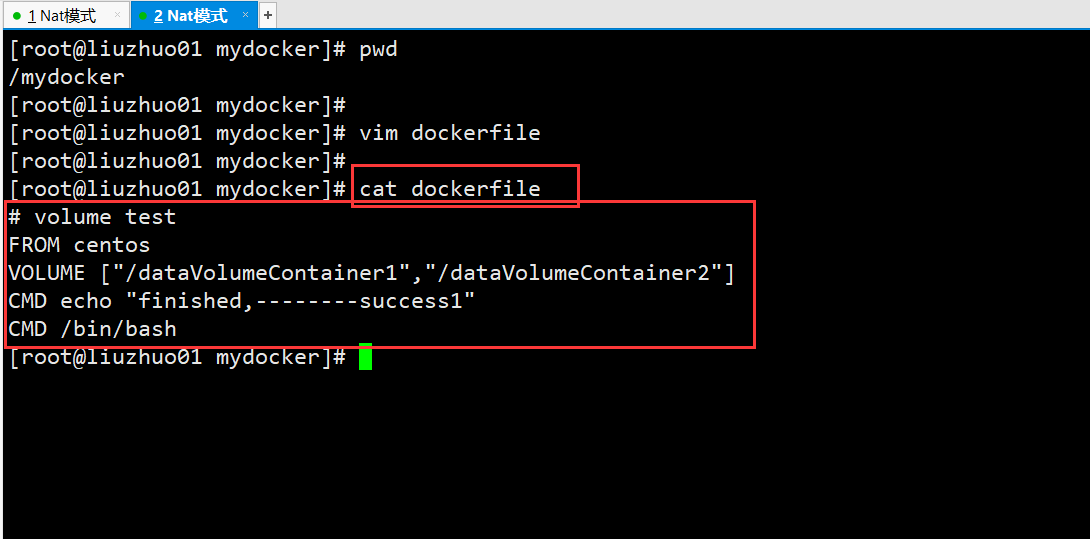 1 Nat模式 × 2 Nat模式 × +
[root@liuzhuo01 mydocker]# pwd
/mydocker
[root@liuzhuo01 mydocker]#
[root@liuzhuo01 mydocker]# vim dockerfile
[root@liuzhuo01 mydocker]#
[root@liuzhuo01 mydocker]# cat dockerfile
# volume test
FROM centos
VOLUME ["/dataVolumeContainer1","/dataVolumeContainer2"]
CMD echo "finished,--------success1"
CMD /bin/bash
[root@liuzhuo01 mydocker]#